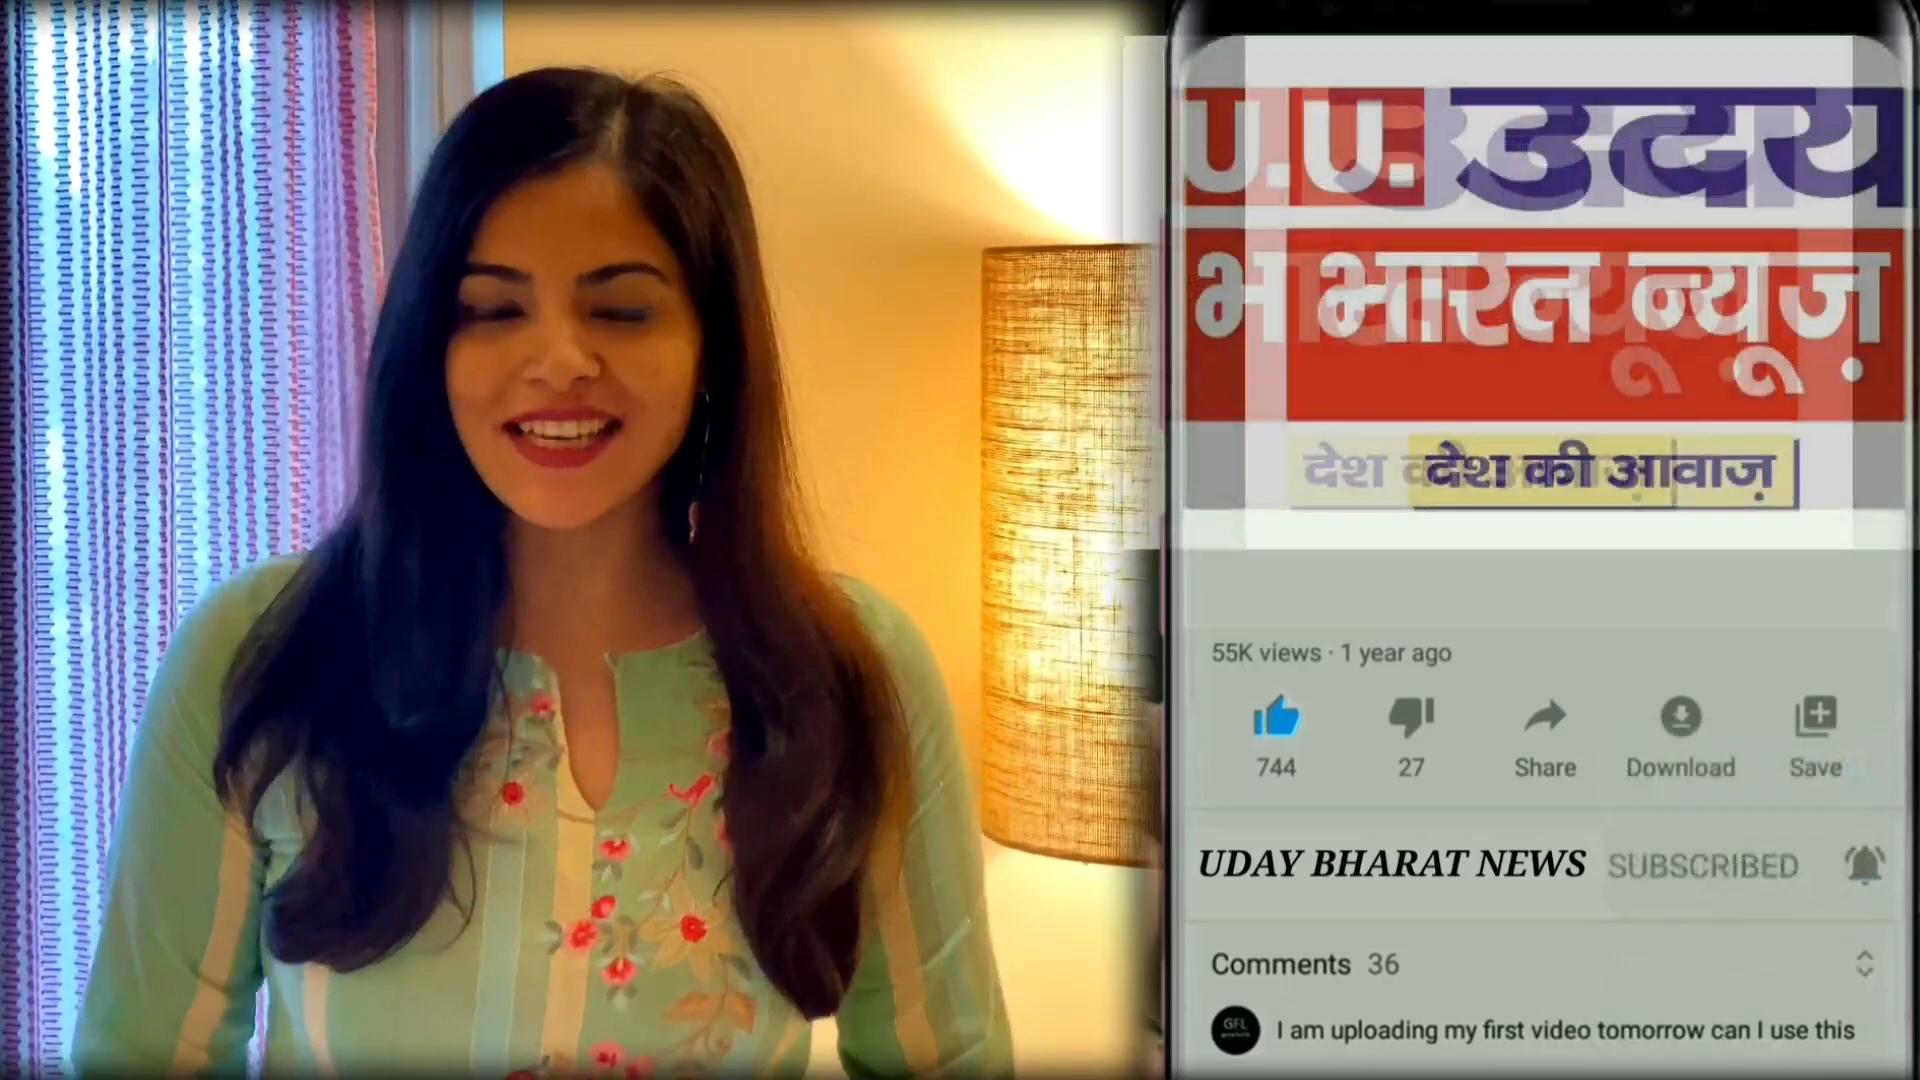 U.U. उदय
भ भारत न्यूज़
देश की आवाज़
55K views · 1 year ago
744
27
Share
Download
Save
UDAY BHARAT NEWS
SUBSCRIBED
Comments 36
GFL
I am uploading my first video tomorrow can I use this